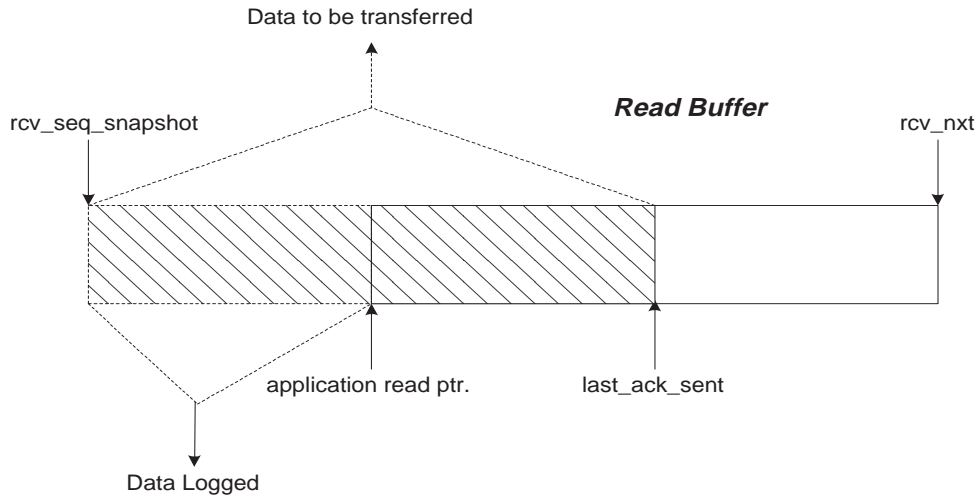 Data to be transferred
Read Buffer
rcv_seq_snapshot
rcv_nxt
application read ptr.
last_ack_sent
Data Logged